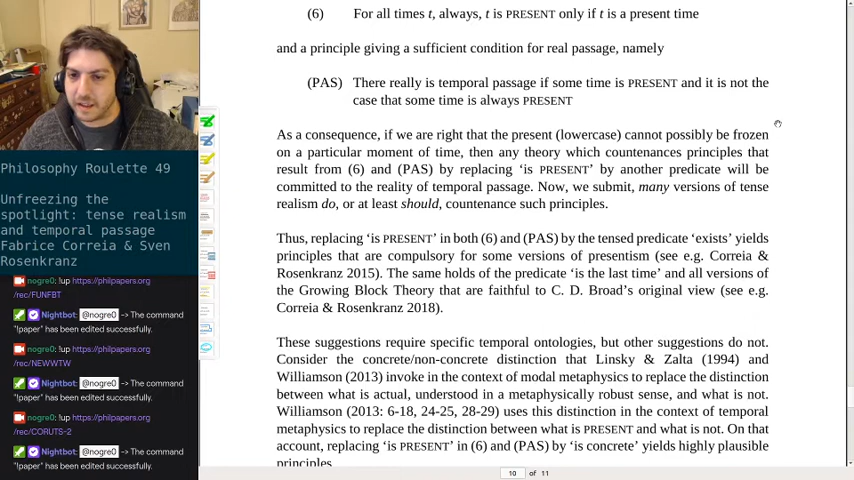 (6) For all times t, always, t is PRESENT only if t is a present time
and a principle giving a sufficient condition for real passage, namely
(PAS) There really is temporal passage if some time is PRESENT and it is not the
case that some time is always PRESENT
As a consequence, if we are right that the present (lowercase) cannot possibly be frozen
on a particular moment of time, then any theory which countenances principles that
result from (6) and (PAS) by replacing ‘is PRESENT’ by another predicate will be
committed to the reality of temporal passage. Now, we submit, many versions of tense
realism do, or at least should, countenance such principles.
Thus, replacing ‘is PRESENT’ in both (6) and (PAS) by the tensed predicate ‘exists’ yields
principles that are compulsory for some versions of presentism (see e.g. Correia &
Rosenkranz 2015). The same holds of the predicate ‘is the last time’ and all versions of
the Growing Block Theory that are faithful to C. D. Broad’s original view (see e.g.
Correia & Rosenkranz 2018).
These suggestions require specific temporal ontologies, but other suggestions do not.
Consider the concrete/non-concrete distinction that Linsky & Zalta (1994) and
Williamson (2013) invoke in the context of modal metaphysics to replace the distinction
between what is actual, understood in a metaphysically robust sense, and what is not.
Williamson (2013: 6-18, 24-25, 28-29) uses this distinction in the context of temporal
metaphysics to replace the distinction between what is PRESENT and what is not. On that
account, replacing ‘is PRESENT’ in (6) and (PAS) by ‘is concrete’ yields highly plausible
principles.
10 of 11
Philosophy Roulette 49
Unfreezing the
spotlight: tense realism
and temporal passage
Fabrice Correia & Sven
Rosenkranz
nogre0: !up https://philpapers.org
/rec/FUNFBT
Nightbot: @nogre0 -> The command
"!paper" has been edited successfully.
nogre0: !up https://philpapers.org
/rec/NEWWTW
Nightbot: @nogre0 -> The command
"!paper" has been edited successfully.
nogre0: !up https://philpapers.org
/rec/CORUTS-2
Nightbot: @nogre0 -> The command
"!paper" has been edited successfully.